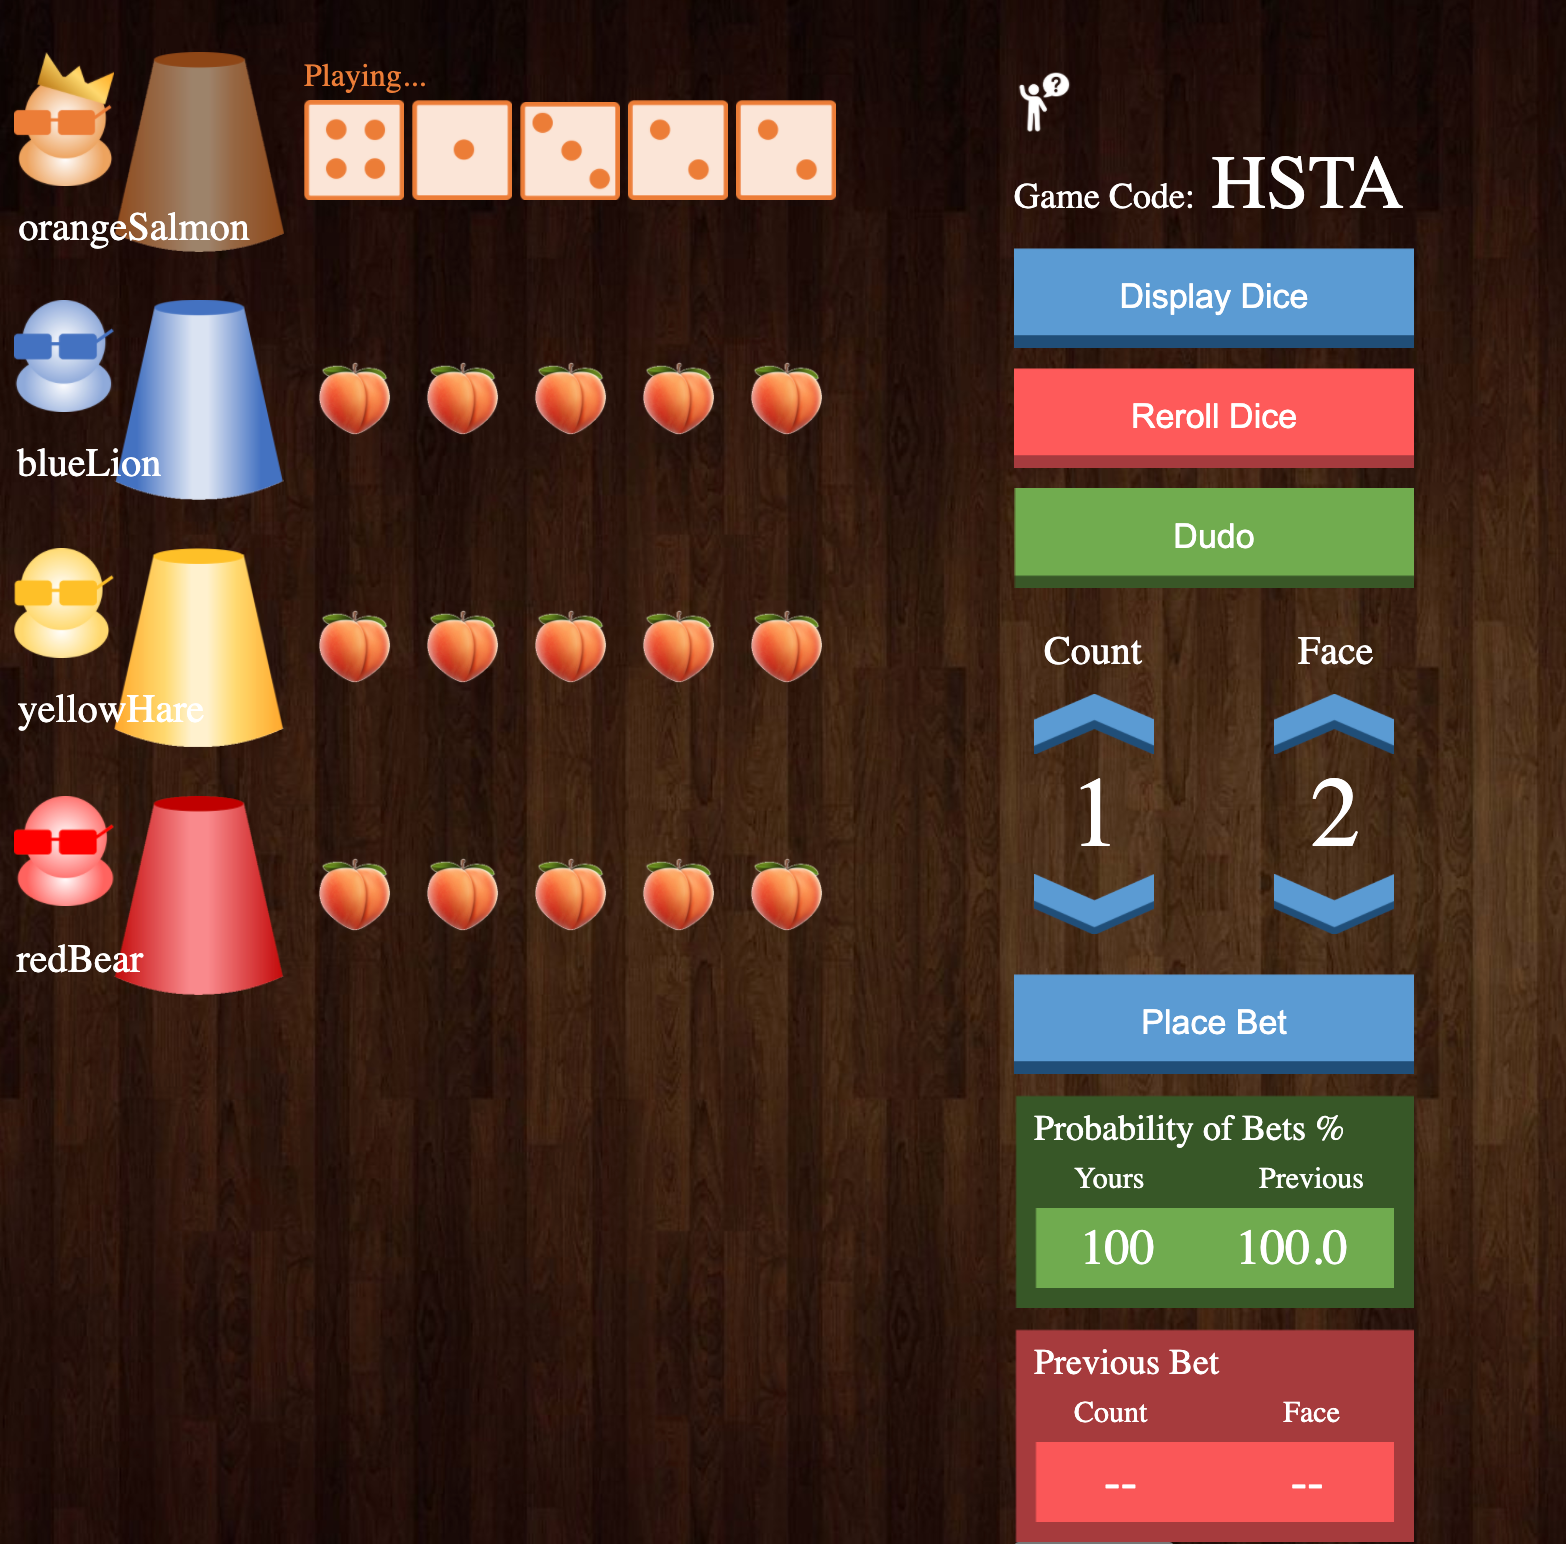 Playing...
orangeSalmon
blueLion
yellowHare
redBear
?
Game Code: HSTA
Display Dice
Reroll Dice
Dudo
Count Face
1 2
Place Bet
Probability of Bets %
Yours Previous
100 100.0
Previous Bet
Count Face
-- --